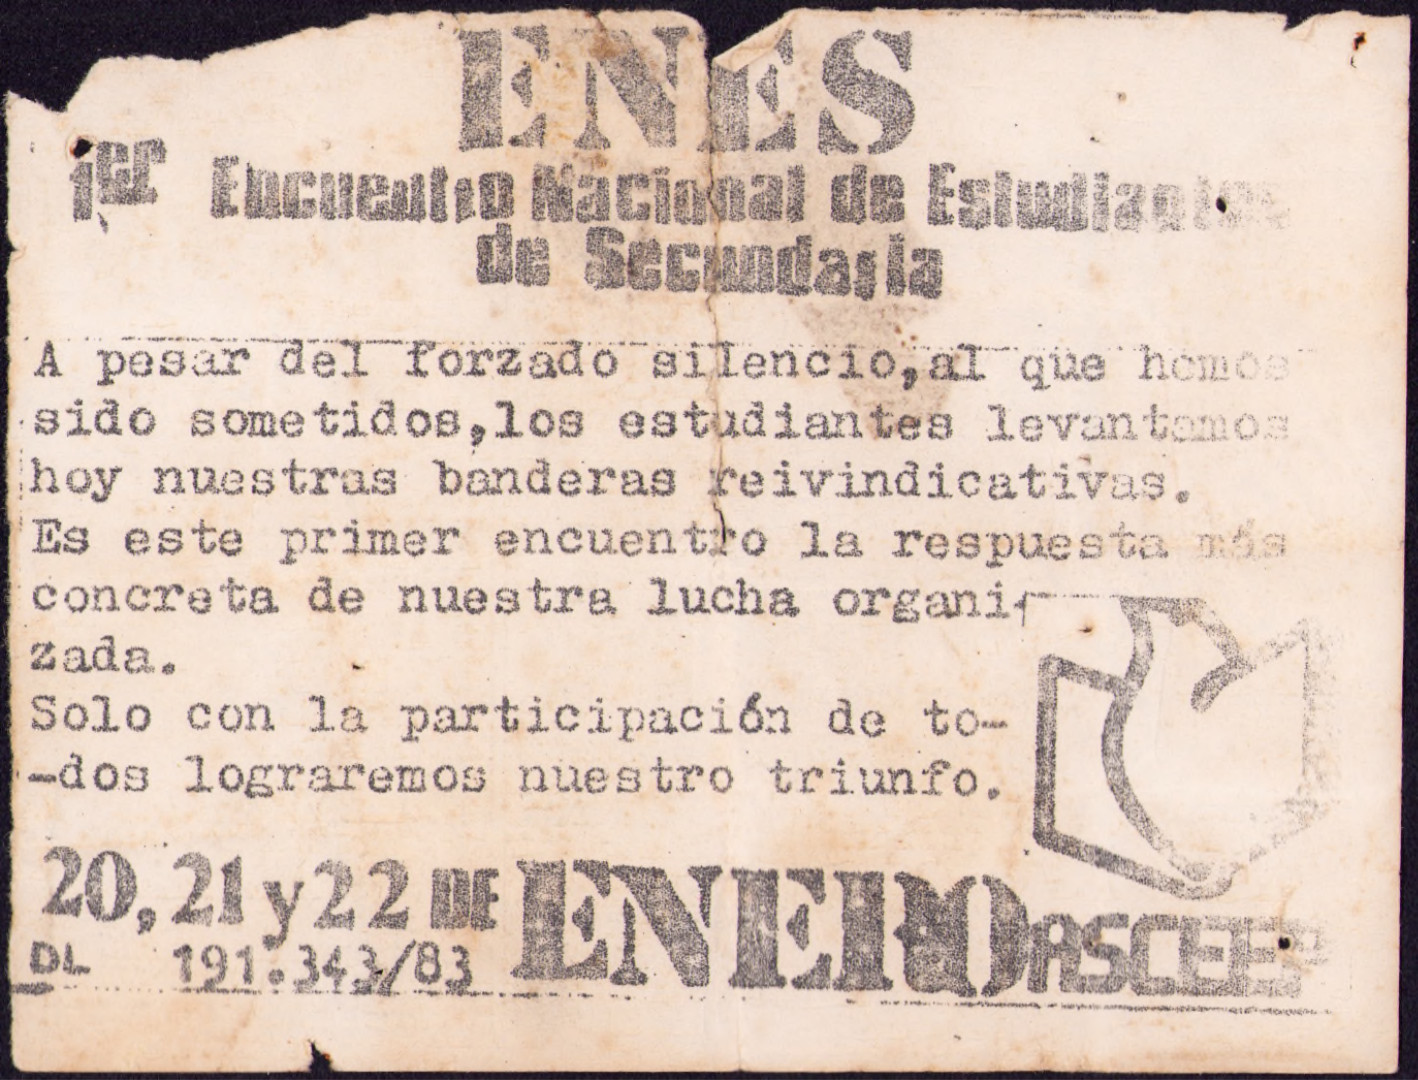 ENES
1er Encuentro Nacional de Estudiantes
de Secundaria
A pesar del forzado silencio,al que hemos
sido sometidos,los estudiantes levantamos
hoy nuestras banderas reivindicativas.
Es este primer encuentro la respuesta más
concreta de nuestra lucha organi-
zada.
Solo con la participación de to-
-dos lograremos nuestro triunfo.
20, 21 y 22 DE ENERO
DL 191.343/83